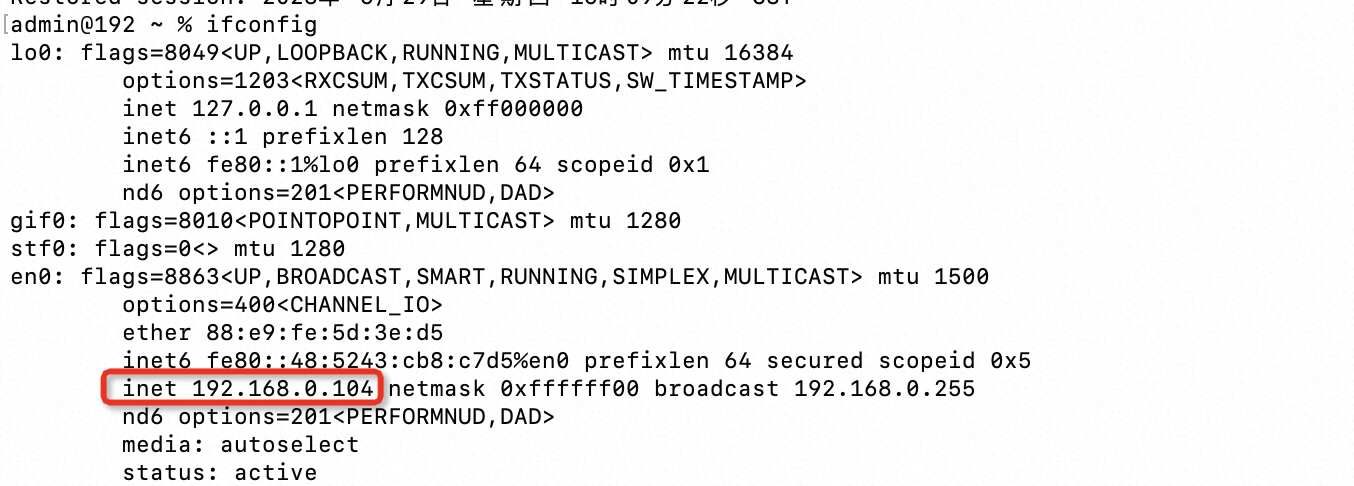 [admin@192 ~ % ifconfig
lo0: flags=8049<UP,LOOPBACK,RUNNING,MULTICAST> mtu 16384
options=1203<RXCSUM,TXCSUM,TXSTATUS,SW_TIMESTAMP>
inet 127.0.0.1 netmask 0xff000000
inet6 ::1 prefixlen 128
inet6 fe80::1%lo0 prefixlen 64 scopeid 0x1
nd6 options=201<PERFORMNUD,DAD>
gif0: flags=8010<POINTOPOINT,MULTICAST> mtu 1280
stf0: flags=0<> mtu 1280
en0: flags=8863<UP,BROADCAST,SMART,RUNNING,SIMPLEX,MULTICAST> mtu 1500
options=400<CHANNEL_IO>
ether 88:e9:fe:5d:3e:d5
inet6 fe80::48:5243:cb8:c7d5%en0 prefixlen 64 secured scopeid 0x5
inet 192.168.0.104 netmask 0xffffff00 broadcast 192.168.0.255
nd6 options=201<PERFORMNUD,DAD>
media: autoselect
status: active